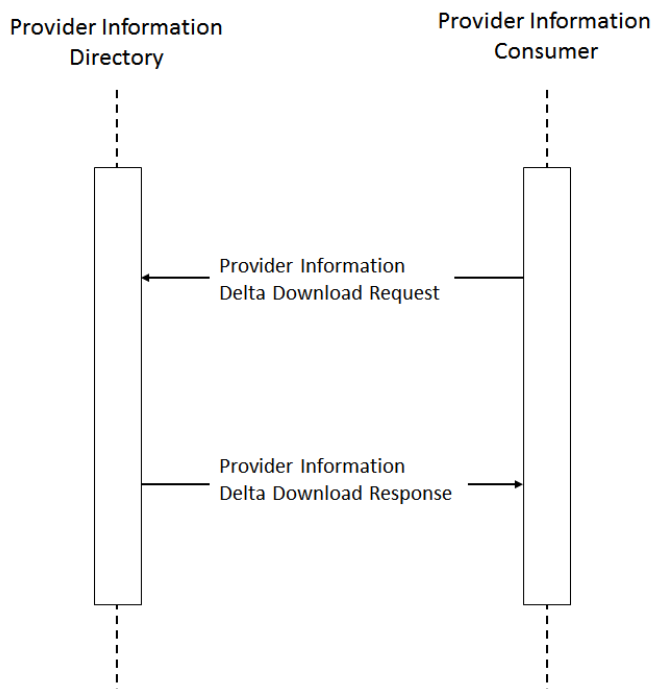 Provider Information
Directory
Provider Information
Consumer
Provider Information
Delta Download Request
Provider Information
Delta Download Response